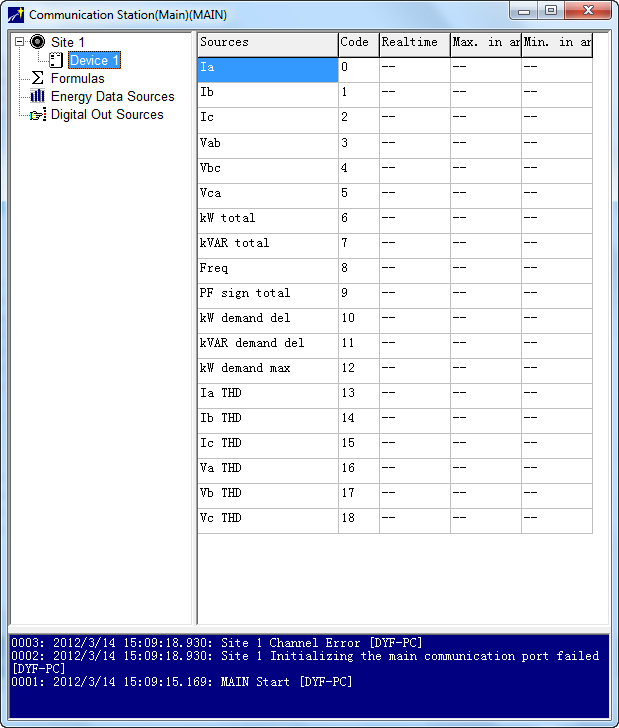 Communication Station(Main)(MAIN)
Site 1
Device 1
Formulas
Energy Data Sources
Digital Out Sources
Sources Code Realtime Max. in ar Min. in ar
Ia 0 -- -- --
Ib 1 -- -- --
Ic 2 -- -- --
Vab 3 -- -- --
Vbc 4 -- -- --
Vca 5 -- -- --
kW total 6 -- -- --
kVAR total 7 -- -- --
Freq 8 -- -- --
PF sign total 9 -- -- --
kW demand del 10 -- -- --
kVAR demand del 11 -- -- --
kW demand max 12 -- -- --
Ia THD 13 -- -- --
Ib THD 14 -- -- --
Ic THD 15 -- -- --
Va THD 16 -- -- --
Vb THD 17 -- -- --
Vc THD 18 -- -- --
0003: 2012/3/14 15:09:18.930: Site 1 Channel Error [DYF-PC]
0002: 2012/3/14 15:09:18.930: Site 1 Initializing the main communication port failed
[DYF-PC]
0001: 2012/3/14 15:09:15.169: MAIN Start [DYF-PC]